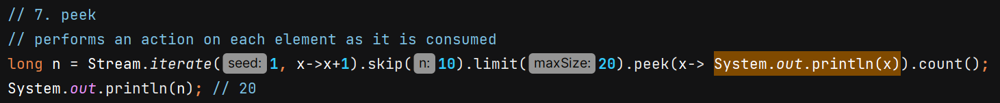 // 7. peek
// performs an action on each element as it is consumed
long n = Stream.iterate( seed: 1, x->x+1).skip( n: 10).limit( maxSize: 20).peek(x-> System.out.println(x)).count();
System.out.println(n); // 20